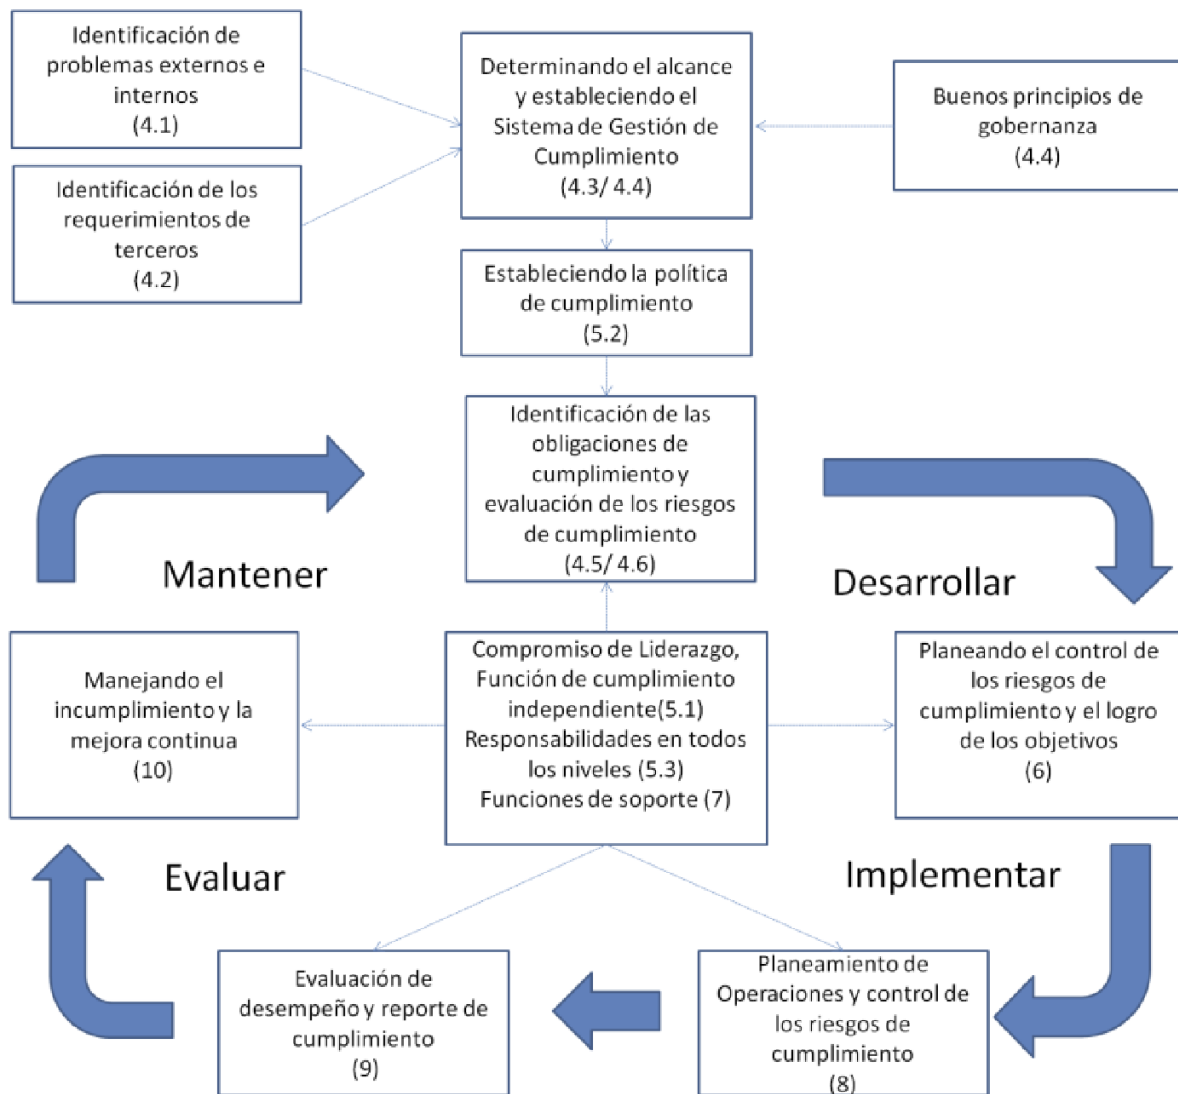 Identificación de
problemas externos e
internos
(4.1)
Determinando el alcance
y estableciendo el
Sistema de Gestión de
Cumplimiento
(4.3/ 4.4)
Buenos principios de
gobernanza
(4.4)
Identificación de los
requerimientos de
terceros
(4.2)
Estableciendo la política
de cumplimiento
(5.2)
Identificación de las
obligaciones de
cumplimiento y
evaluación de los riesgos
de cumplimiento
(4.5/ 4.6)
Mantener
Desarrollar
Manejando el
incumplimiento y la
mejora continua
(10)
Compromiso de Liderazgo,
Función de cumplimiento
independiente(5.1)
Responsabilidades en todos
los niveles (5.3)
Funciones de soporte (7)
Planeando el control de
los riesgos de
cumplimiento y el logro
de los objetivos
(6)
Evaluar
Implementar
Evaluación de
desempeño y reporte de
cumplimiento
(9)
Planeamiento de
Operaciones y control de
los riesgos de
cumplimiento
(8)